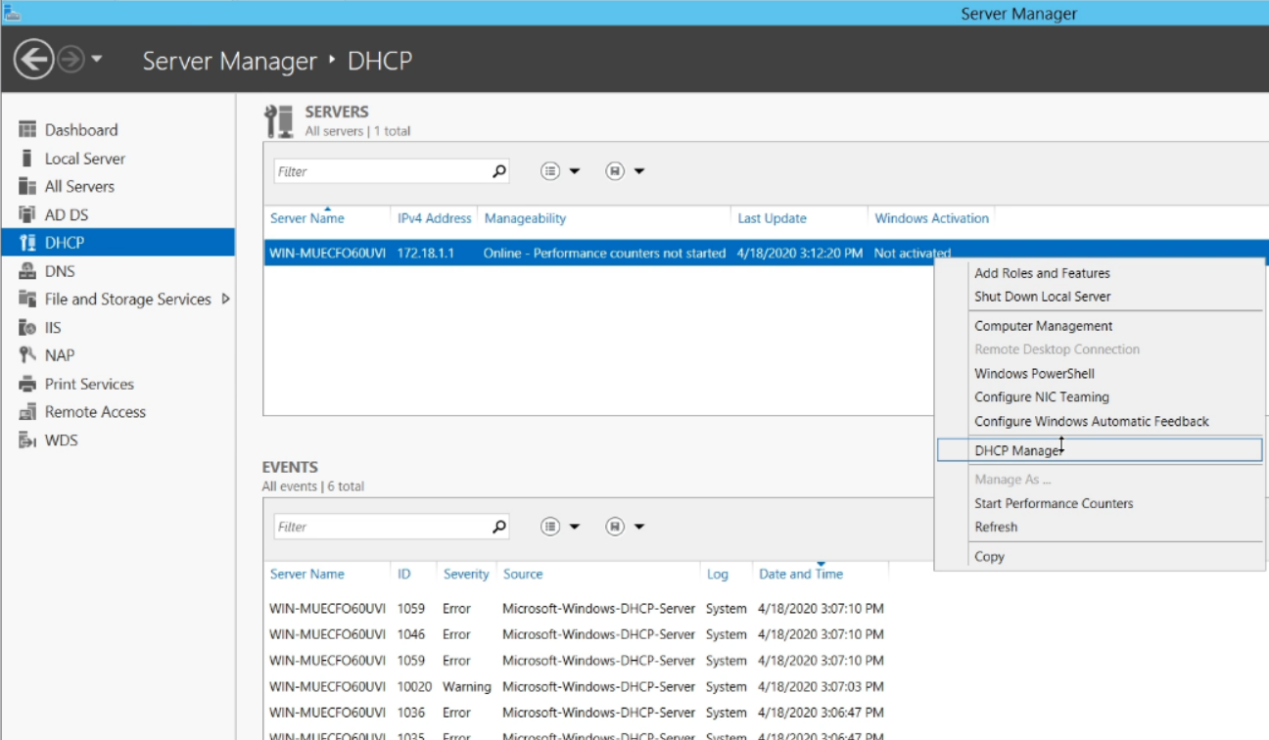 Server Manager
Server Manager ‣ DHCP
Dashboard
Local Server
All Servers
AD DS
DHCP
DNS
File and Storage Services
IIS
NAP
Print Services
Remote Access
WDS
SERVERS
All servers | 1 total
Filter
Server Name IPv4 Address Manageability Last Update Windows Activation
WIN-MUECFO60UVI 172.18.1.1 Online - Performance counters not started 4/18/2020 3:12:20 PM Not activated
Add Roles and Features
Shut Down Local Server
Computer Management
Remote Desktop Connection
Windows PowerShell
Configure NIC Teaming
Configure Windows Automatic Feedback
DHCP Manager
Manage As ...
Start Performance Counters
Refresh
Copy
EVENTS
All events | 6 total
Filter
Server Name ID Severity Source Log Date and Time
WIN-MUECFO60UVI 1059 Error Microsoft-Windows-DHCP-Server System 4/18/2020 3:07:10 PM
WIN-MUECFO60UVI 1046 Error Microsoft-Windows-DHCP-Server System 4/18/2020 3:07:10 PM
WIN-MUECFO60UVI 1059 Error Microsoft-Windows-DHCP-Server System 4/18/2020 3:07:10 PM
WIN-MUECFO60UVI 10020 Warning Microsoft-Windows-DHCP-Server System 4/18/2020 3:07:03 PM
WIN-MUECFO60UVI 1036 Error Microsoft-Windows-DHCP-Server System 4/18/2020 3:06:47 PM
WIN-MUECFO60UVI 1035 Error Microsoft-Windows-DHCP-Server System 4/18/2020 3:06:47 PM